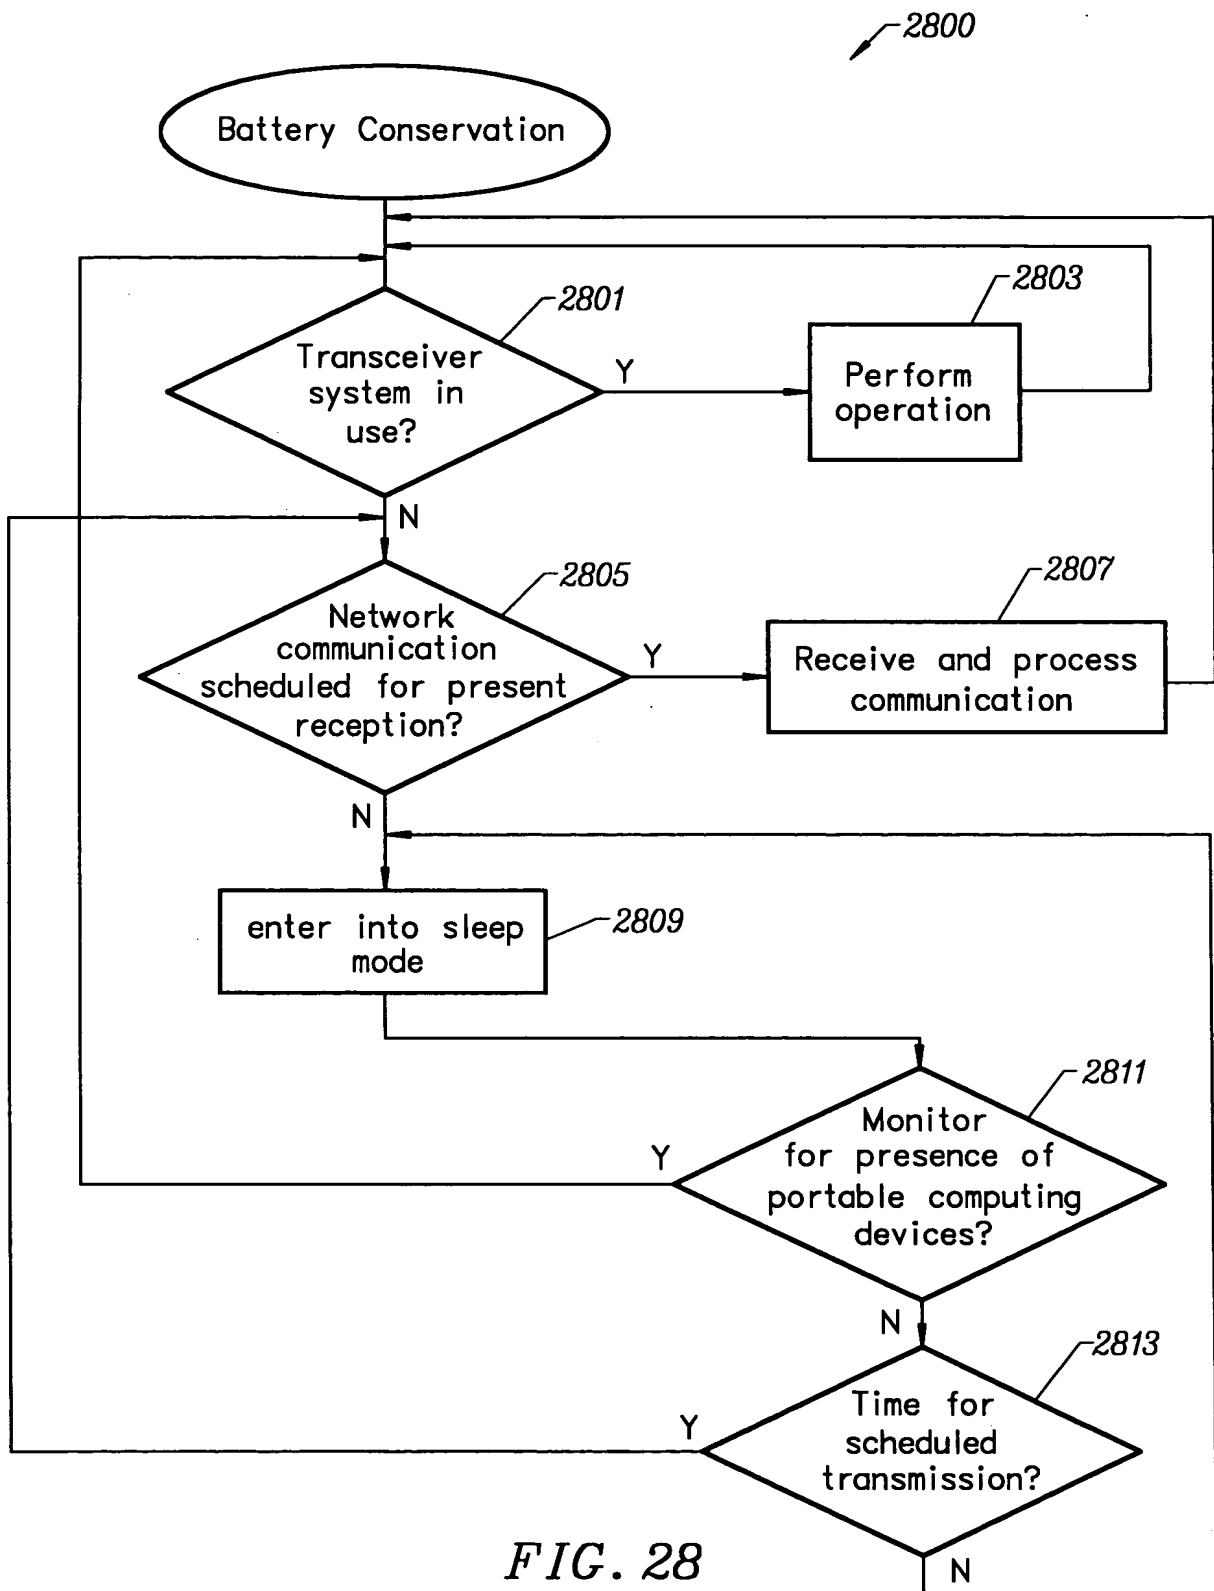 2800
Battery Conservation
2801
2803
Transceiver
system in
use?
Y
Perform
operation
N
2805
2807
Network
communication
scheduled for present
reception?
Y
Receive and process
communication
N
enter into sleep
mode
2809
2811
Monitor
for presence of
portable computing
devices?
Y
N
2813
Time for
scheduled
transmission?
Y
N
FIG. 28